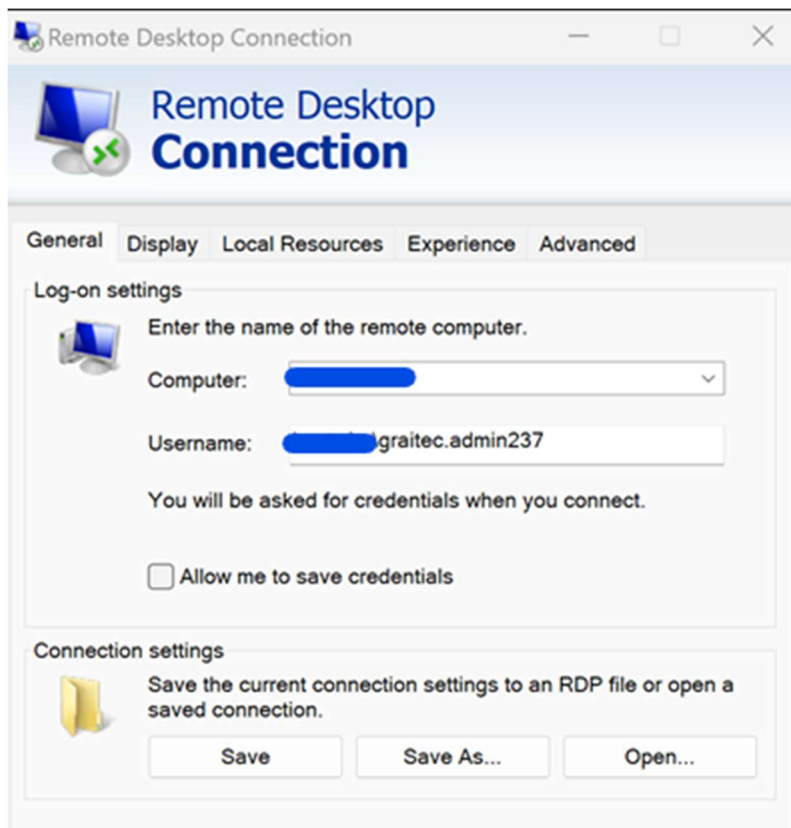 Remote Desktop Connection
Remote Desktop
Connection
General Display Local Resources Experience Advanced
Log-on settings
Enter the name of the remote computer.
Computer:
Username: \graitec.admin237
You will be asked for credentials when you connect.
Allow me to save credentials
Connection settings
Save the current connection settings to an RDP file or open a
saved connection.
Save Save As... Open...